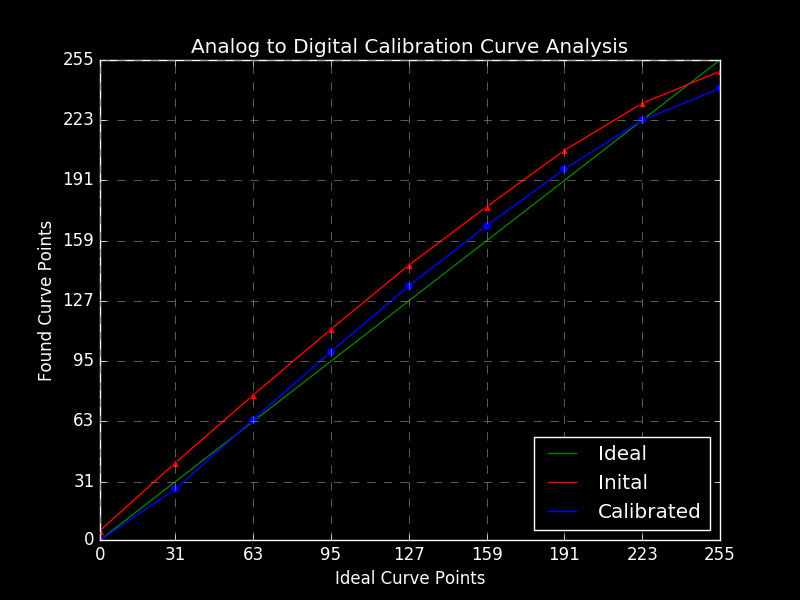 Analog to Digital Calibration Curve Analysis
255
223
191
159
127
95
63
31
0
Found Curve Points
Ideal
Inital
Calibrated
0 31 63 95 127 159 191 223 255
Ideal Curve Points